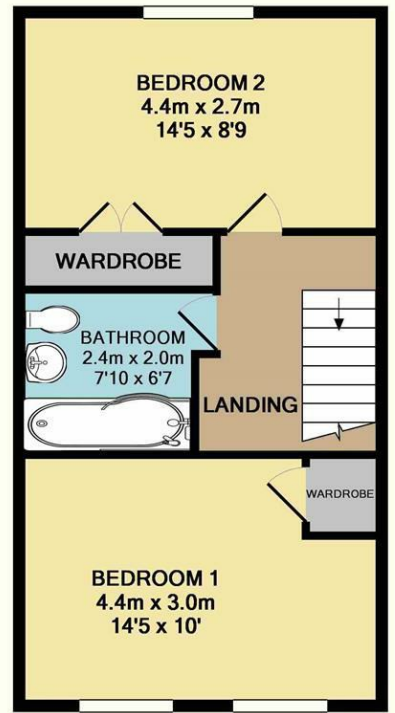 BEDROOM 2
4.4m x 2.7m
14'5 x 8'9
WARDROBE
BATHROOM
2.4m x 2.0m
7'10 x 6'7
LANDING
WARDROBE
BEDROOM 1
4.4m x 3.0m
14'5 x 10'